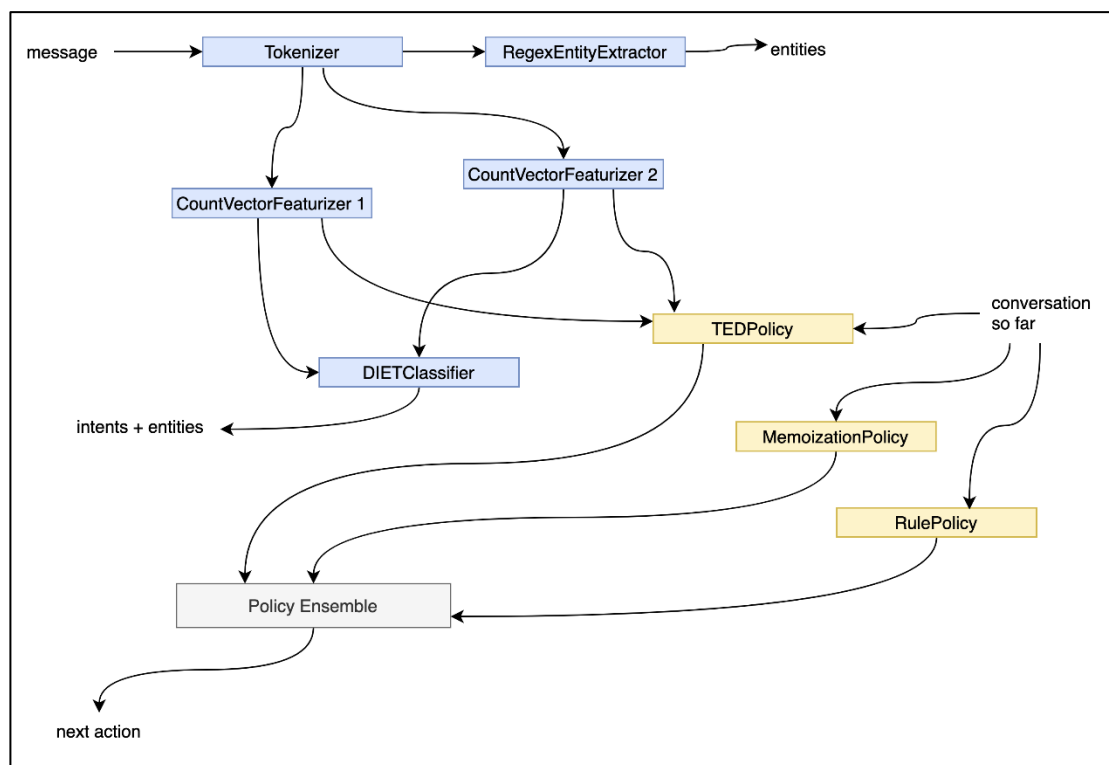 message
Tokenizer
RegexEntityExtractor
entities
CountVectorFeaturizer 2
CountVectorFeaturizer 1
conversation
so far
TEDPolicy
DIETClassifier
intents + entities
MemoizationPolicy
RulePolicy
Policy Ensemble
next action